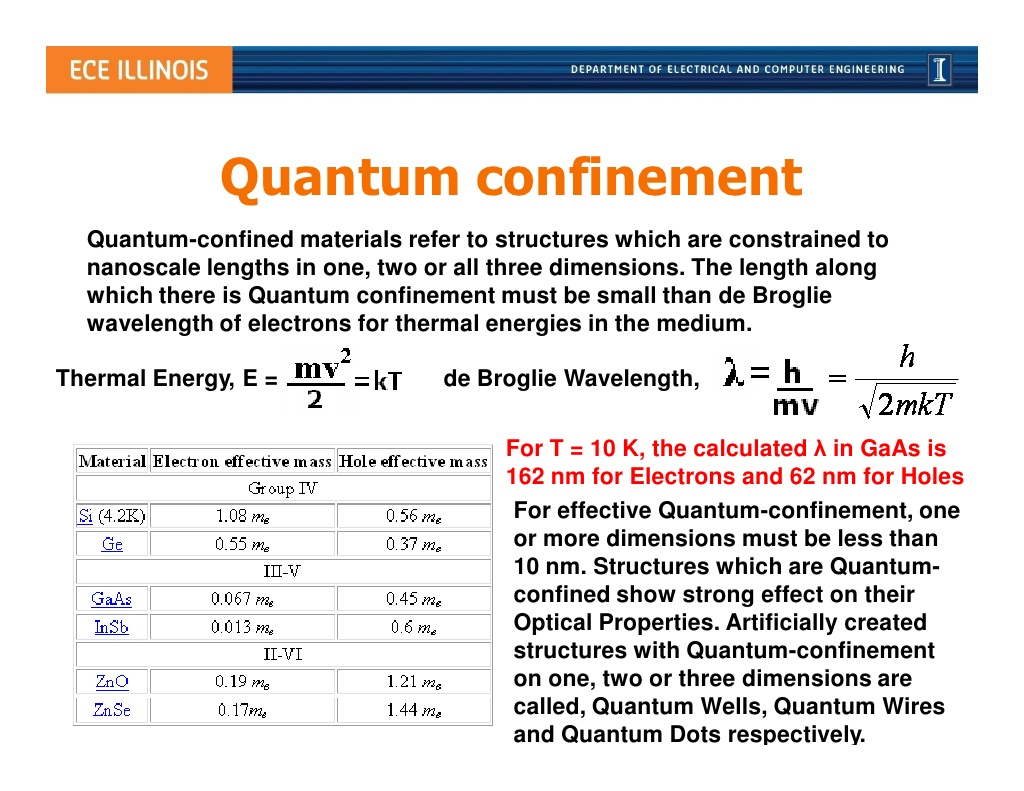 ECE ILLINOIS
DEPARTMENT OF ELECTRICAL AND COMPUTER ENGINEERING
I
Quantum confinement
Quantum-confined materials refer to structures which are constrained to
nanoscale lengths in one, two or all three dimensions. The length along
which there is Quantum confinement must be small than de Broglie
wavelength of electrons for thermal energies in the medium.
Thermal Energy, E = mv²/2 = kT de Broglie Wavelength, λ = h/mv = h/√2mkT
Material Electron effective mass Hole effective mass
Group IV
Si (4.2K) 1.08 mₑ 0.56 mₑ
Ge 0.55 mₑ 0.37 mₑ
III-V
GaAs 0.067 mₑ 0.45 mₑ
InSb 0.013 mₑ 0.6 mₑ
II-VI
ZnO 0.19 mₑ 1.21 mₑ
ZnSe 0.17mₑ 1.44 mₑ
For T = 10 K, the calculated λ in GaAs is
162 nm for Electrons and 62 nm for Holes
For effective Quantum-confinement, one
or more dimensions must be less than
10 nm. Structures which are Quantum-
confined show strong effect on their
Optical Properties. Artificially created
structures with Quantum-confinement
on one, two or three dimensions are
called, Quantum Wells, Quantum Wires
and Quantum Dots respectively.